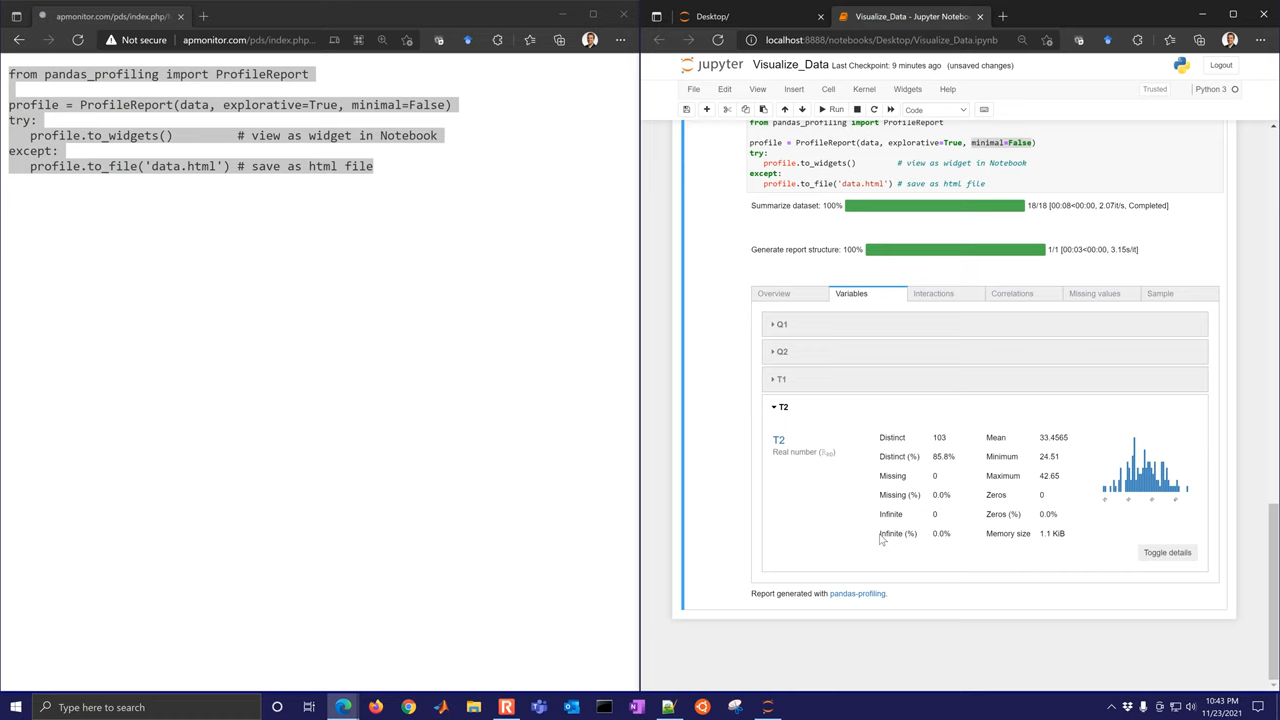 apmonitor.com/pds/index.php/
Not secure
apmonitor.com/pds/index.php...
from pandas_profiling import ProfileReport
profile = ProfileReport(data, explorative=True, minimal=False)
try:
profile.to_widgets() # view as widget in Notebook
except:
profile.to_file('data.html') # save as html file
Desktop/
Visualize_Data - Jupyter Notebo
localhost:8888/notebooks/Desktop/Visualize_Data.ipynb
jupyter Visualize_Data Last Checkpoint: 9 minutes ago (unsaved changes)
Logout
File Edit View Insert Cell Kernel Widgets Help
Trusted
Python 3
Run
Code
from pandas_profiling import ProfileReport
profile = ProfileReport(data, explorative=True, minimal=False)
try:
profile.to_widgets() # view as widget in Notebook
except:
profile.to_file('data.html') # save as html file
Summarize dataset: 100% 18/18 [00:08<00:00, 2.07it/s, Completed]
Generate report structure: 100% 1/1 [00:03<00:00, 3.15s/it]
Overview Variables Interactions Correlations Missing values Sample
Q1
Q2
T1
T2
T2
Real number (ℝ≥0)
Distinct 103 Mean 33.4565
Distinct (%) 85.8% Minimum 24.51
Missing 0 Maximum 42.65
Missing (%) 0.0% Zeros 0
Infinite 0 Zeros (%) 0.0%
Infinite (%) 0.0% Memory size 1.1 KiB
Toggle details
Report generated with pandas-profiling.
Type here to search
10:43 PM
11/23/2021